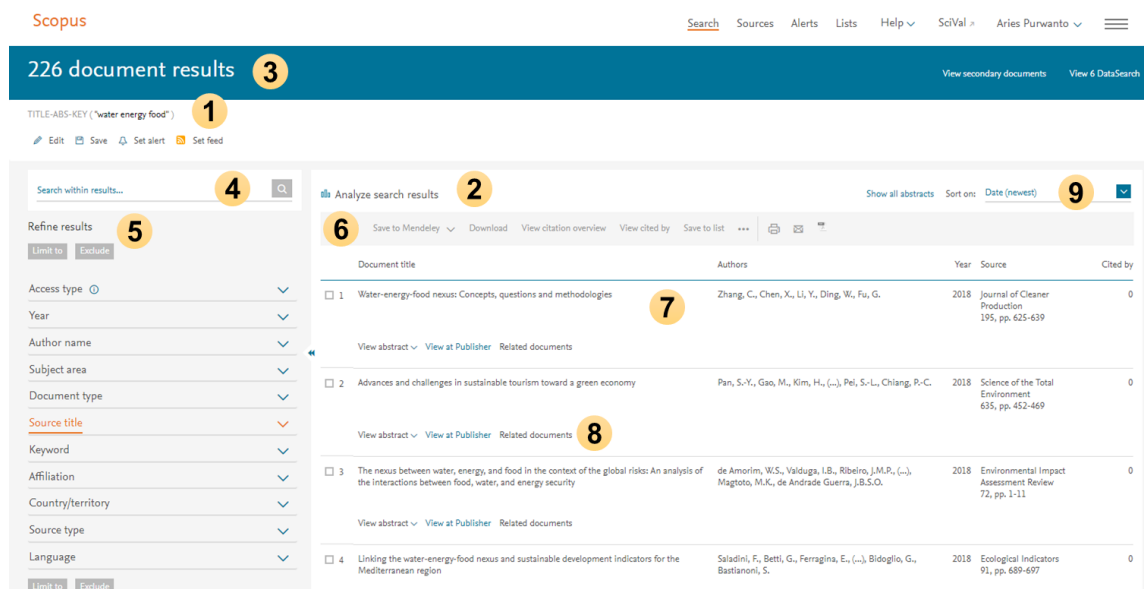 Scopus
Search Sources Alerts Lists Help SciVal Aries Purwanto
226 document results 3
View secondary documents View 6 DataSearch
TITLE-ABS-KEY ( "water energy food" ) 1
Edit Save Set alert Set feed
Search within results... 4
Analyze search results 2
Show all abstracts Sort on: Date (newest) 9
Refine results 5
Limit to Exclude
6 Save to Mendeley Download View citation overview View cited by Save to list •••
Document title Authors Year Source Cited by
Access type
Year
Author name
Subject area
Document type
Source title
Keyword
Affiliation
Country/territory
Source type
Language
Limit to Exclude
1 Water-energy-food nexus: Concepts, questions and methodologies 7 Zhang, C., Chen, X., Li, Y., Ding, W., Fu, G. 2018 Journal of Cleaner 0
Production
195, pp. 625-639
View abstract View at Publisher Related documents
2 Advances and challenges in sustainable tourism toward a green economy Pan, S.-Y., Gao, M., Kim, H., (...), Pei, S.-L., Chiang, P.-C. 2018 Science of the Total 0
Environment
635, pp. 452-469
View abstract View at Publisher Related documents 8
3 The nexus between water, energy, and food in the context of the global risks: An analysis of de Amorim, W.S., Valduga, I.B., Ribeiro, J.M.P., (...), 2018 Environmental Impact 0
the interactions between food, water, and energy security Magtoto, M.K., de Andrade Guerra, J.B.S.O. Assessment Review
72, pp. 1-11
View abstract View at Publisher Related documents
4 Linking the water-energy-food nexus and sustainable development indicators for the Saladini, F., Betti, G., Ferragina, E., (...), Bidoglio, G., 2018 Ecological Indicators 0
Mediterranean region Bastianoni, S. 91, pp. 689-697